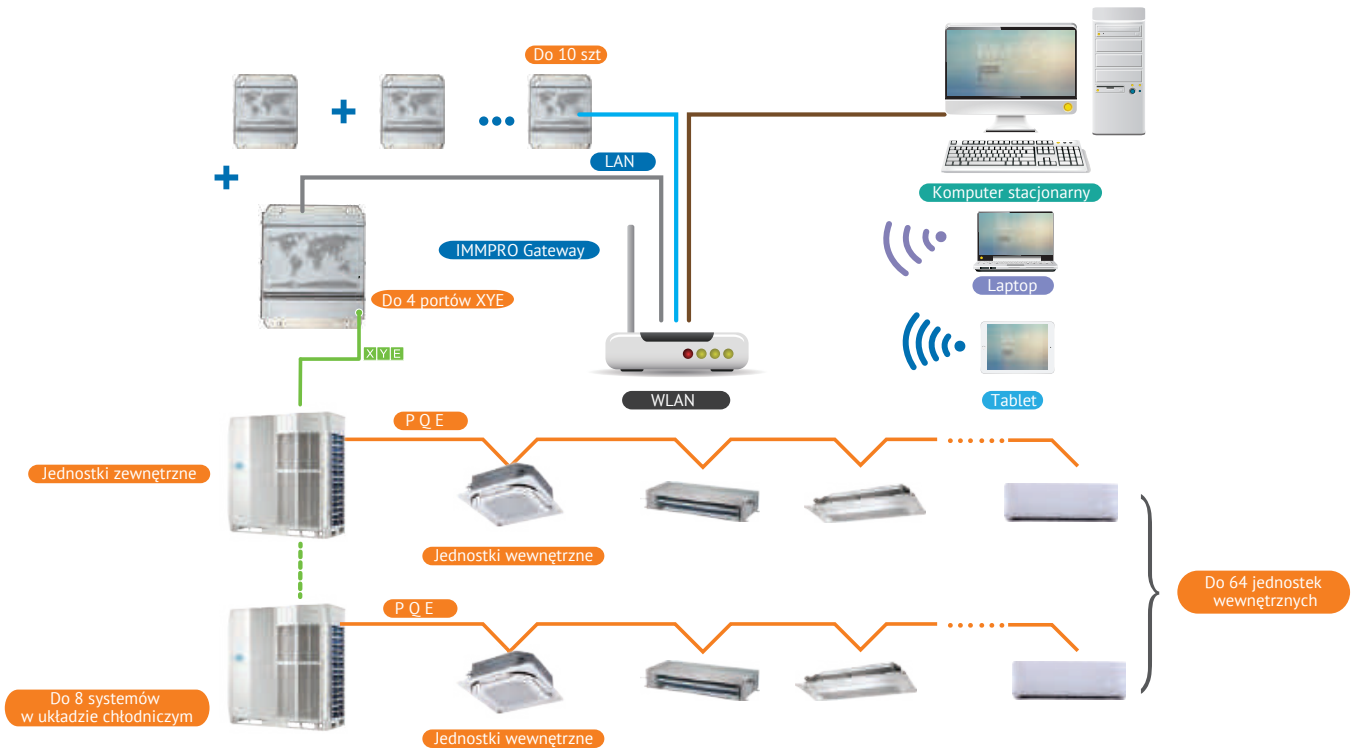 Do 10 szt
LAN
Komputer stacjonarny
IMMPRO Gateway
Laptop
Do 4 portów XYE
X Y E
WLAN
Tablet
P Q E
Jednostki zewnętrzne
Jednostki wewnętrzne
Do 64 jednostek
wewnętrznych
P Q E
Do 8 systemów
w układzie chłodniczym
Jednostki wewnętrzne